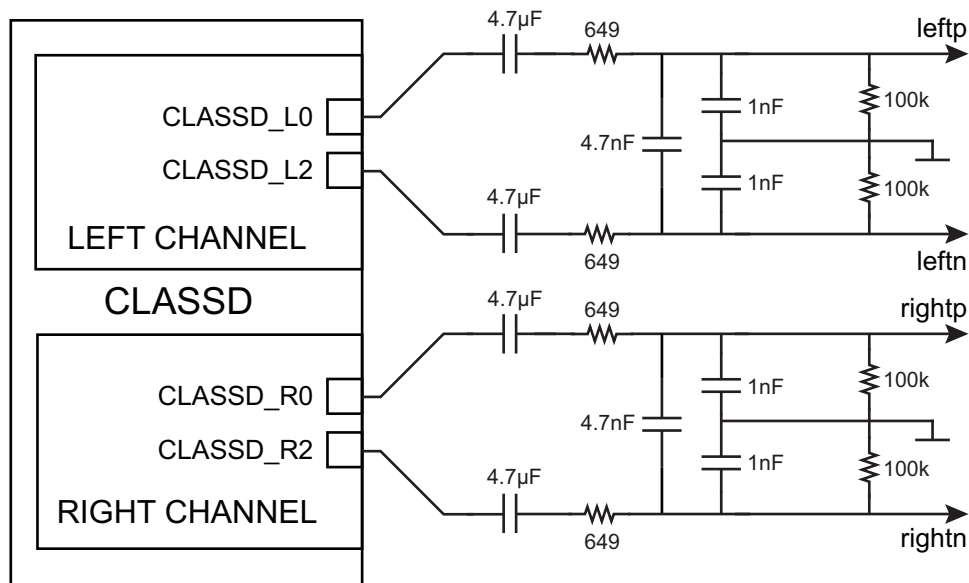 4.7µF
649
leftp
CLASSD_L0
1nF
100k
4.7nF
CLASSD_L2
4.7µF
1nF
100k
LEFT CHANNEL
649
leftn
CLASSD
4.7µF
649
rightp
CLASSD_R0
1nF
100k
4.7nF
CLASSD_R2
4.7µF
1nF
100k
RIGHT CHANNEL
649
rightn